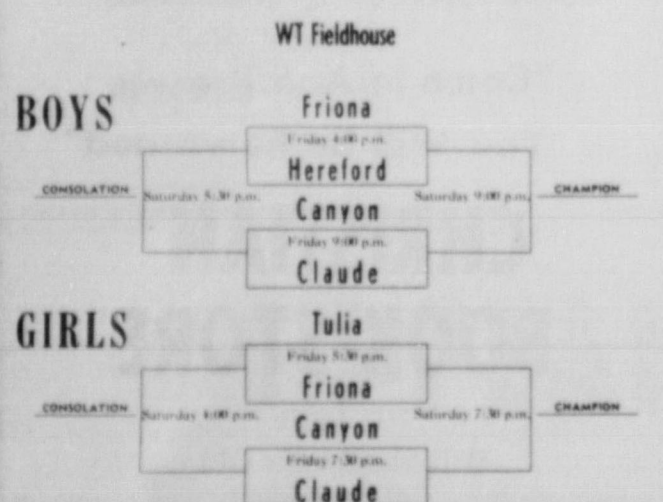 WT Fieldhouse
BOYS
Friona
Friday 4:00 p.m.
Hereford
CONSOLATION Saturday 5:30 p.m. Saturday 9:00 p.m. CHAMPION
Canyon
Friday 9:00 p.m.
Claude
GIRLS
Tulia
Friday 5:30 p.m.
Friona
CONSOLATION Saturday 4:00 p.m. Saturday 7:30 p.m. CHAMPION
Canyon
Friday 7:30 p.m.
Claude